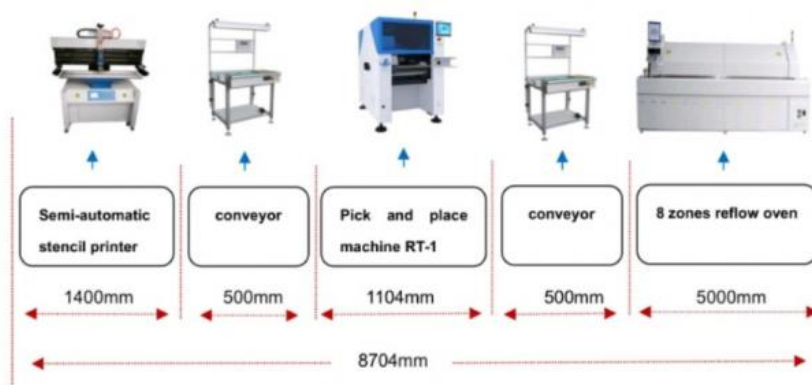 Semi-automatic
stencil printer
conveyor
Pick and place
machine RT-1
conveyor
8 zones reflow oven
1400mm
500mm
1104mm
500mm
5000mm
8704mm